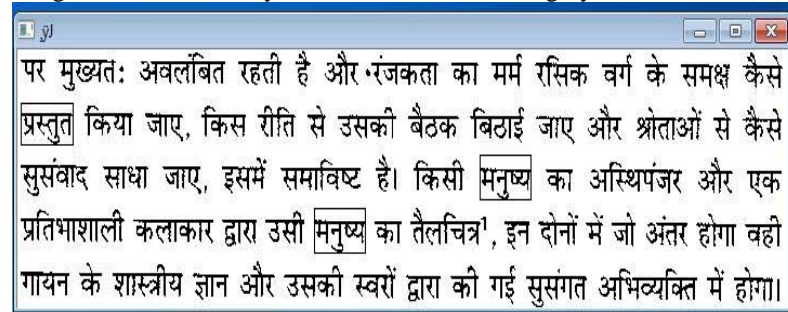 पर मुख्यतः अवलंबित रहती है और रंजकता का मर्म रसिक वर्ग के समक्ष कैसे
प्रस्तुत किया जाए, किस रीति से उसकी बैठक बिठाई जाए और श्रोताओं से कैसे
सुसंवाद साधा जाए, इसमें समाविष्ट है। किसी मनुष्य का अस्थिपंजर और एक
प्रतिभाशाली कलाकार द्वारा उसी मनुष्य का तैलचित्र¹, इन दोनों में जो अंतर होगा वही
गायन के शास्त्रीय ज्ञान और उसकी स्वरों द्वारा की गई सुसंगत अभिव्यक्ति में होगा।